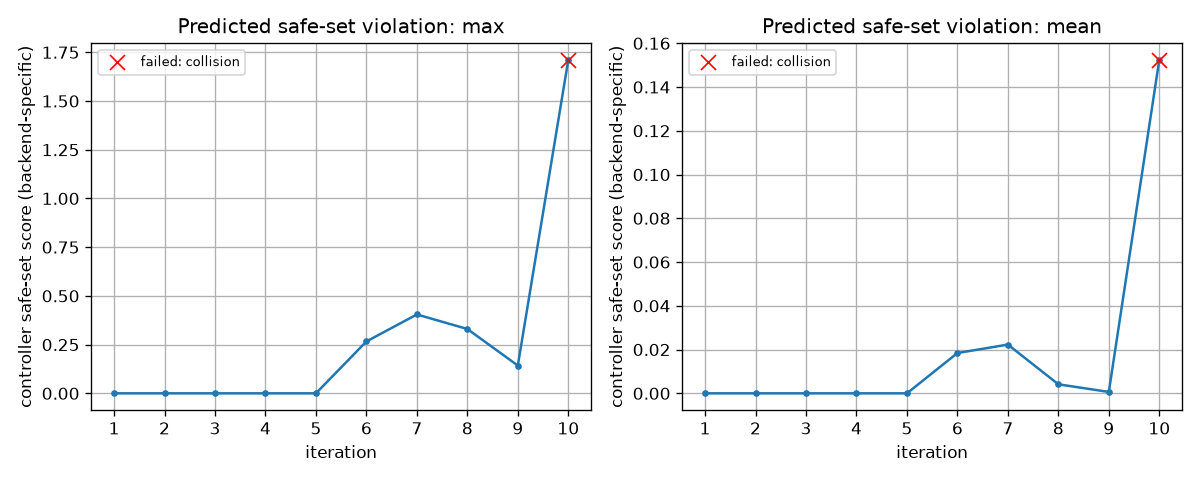 Predicted safe-set violation: max
controller safe-set score (backend-specific)
1.75
1.50
1.25
1.00
0.75
0.50
0.25
0.00
failed: collision
1 2 3 4 5 6 7 8 9 10
iteration
Predicted safe-set violation: mean
controller safe-set score (backend-specific)
0.16
0.14
0.12
0.10
0.08
0.06
0.04
0.02
0.00
failed: collision
1 2 3 4 5 6 7 8 9 10
iteration